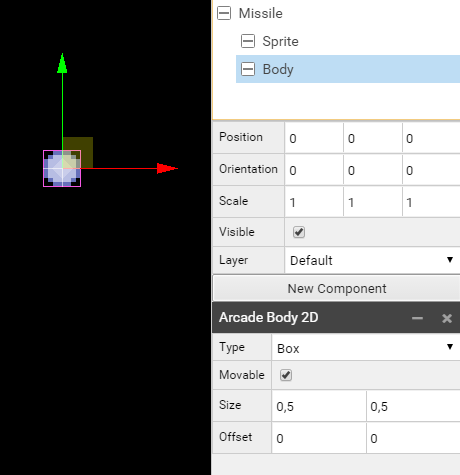 Missile
Sprite
Body
Position 0 0 0
Orientation 0 0 0
Scale 1 1 1
Visible
Layer Default
New Component
Arcade Body 2D
Type Box
Movable
Size 0,5 0,5
Offset 0 0